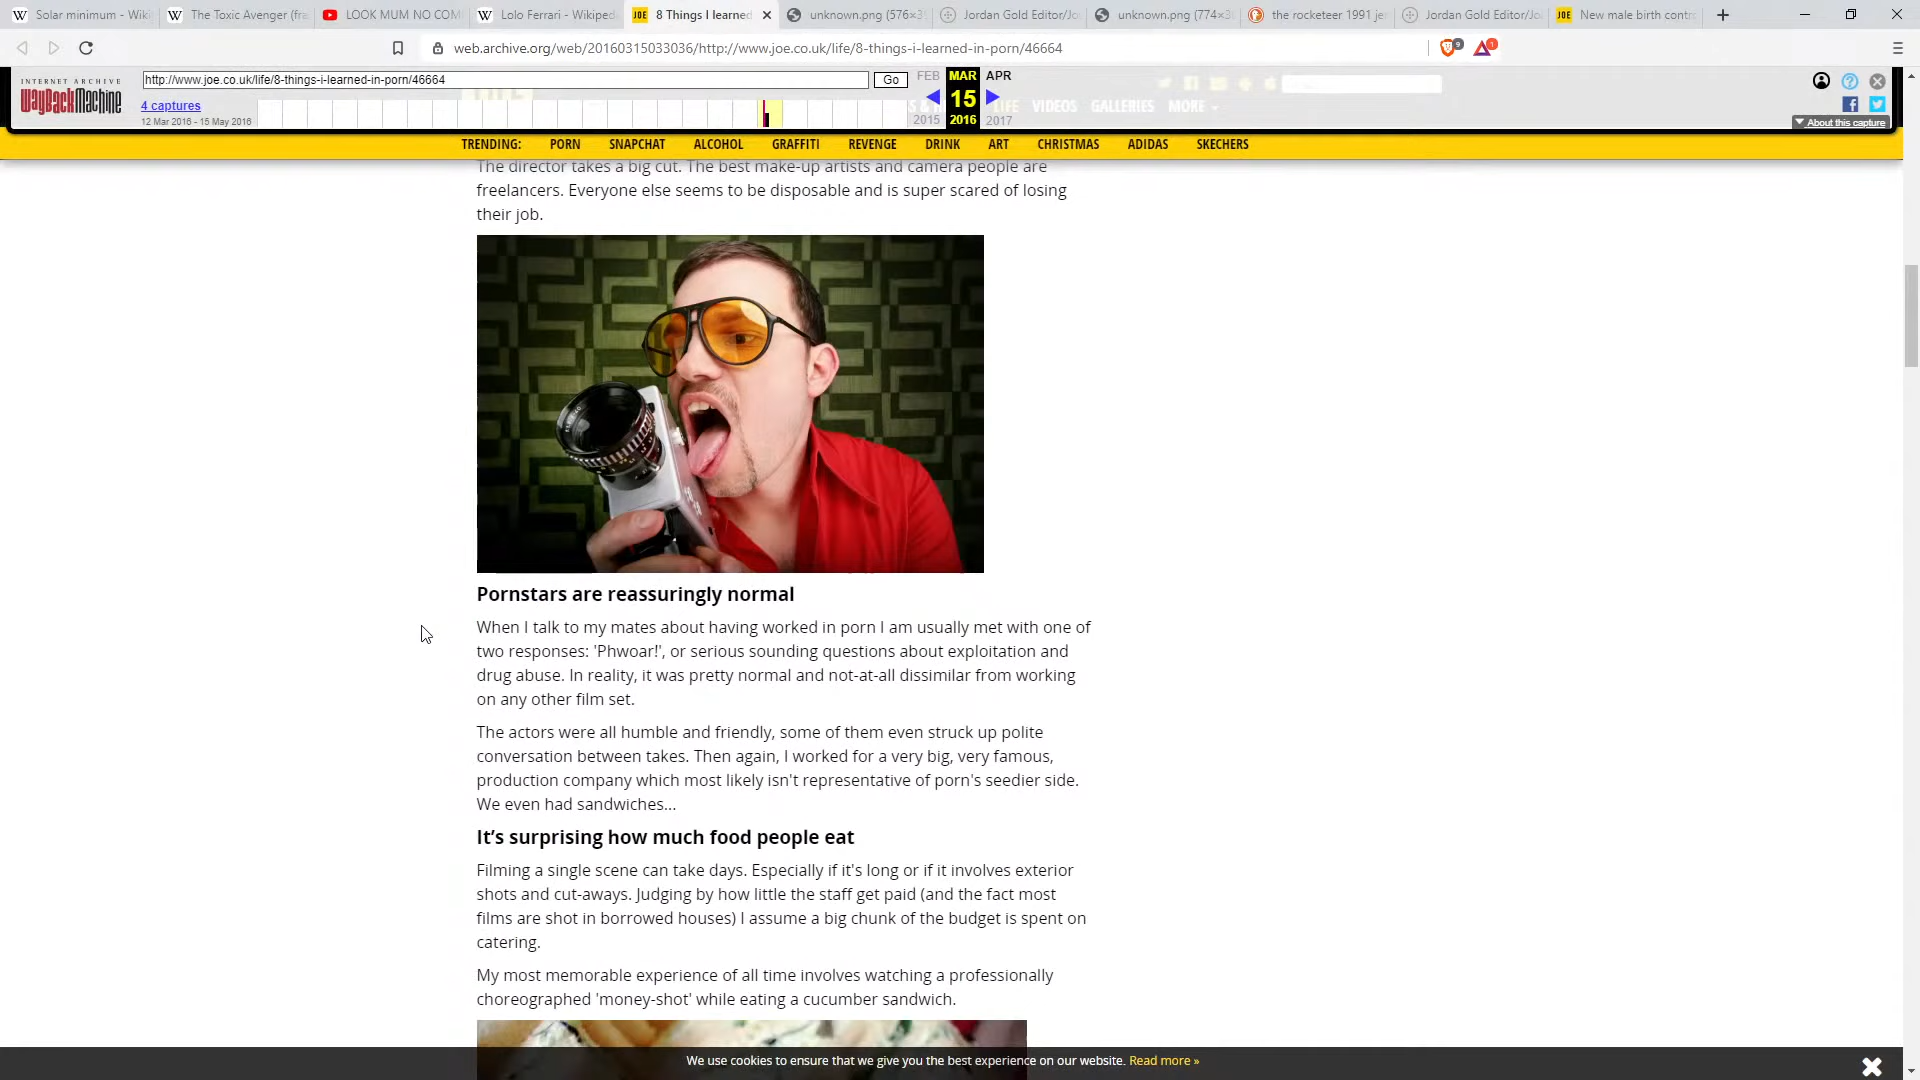 Solar minimum - Wiki
The Toxic Avenger (fra
LOOK MUM NO COM
Lolo Ferrari - Wikiped
8 Things I learned
unknown.png (576×3
Jordan Gold Editor/Jo
unknown.png (774×3
the rocketeer 1991 je
Jordan Gold Editor/Jo
New male birth contr
web.archive.org/web/20160315033036/http://www.joe.co.uk/life/8-things-i-learned-in-porn/46664
INTERNET ARCHIVE
WayBackMachine
http://www.joe.co.uk/life/8-things-i-learned-in-porn/46664
Go
FEB MAR APR
4 captures
15
12 Mar 2016 - 15 May 2016
2015 2016 2017
LIFE VIDEOS GALLERIES MORE
About this capture
TRENDING: PORN SNAPCHAT ALCOHOL GRAFFITI REVENGE DRINK ART CHRISTMAS ADIDAS SKECHERS
The director takes a big cut. The best make-up artists and camera people are
freelancers. Everyone else seems to be disposable and is super scared of losing
their job.
Pornstars are reassuringly normal
When I talk to my mates about having worked in porn I am usually met with one of
two responses: 'Phwoar!', or serious sounding questions about exploitation and
drug abuse. In reality, it was pretty normal and not-at-all dissimilar from working
on any other film set.
The actors were all humble and friendly, some of them even struck up polite
conversation between takes. Then again, I worked for a very big, very famous,
production company which most likely isn't representative of porn's seedier side.
We even had sandwiches...
It’s surprising how much food people eat
Filming a single scene can take days. Especially if it's long or if it involves exterior
shots and cut-aways. Judging by how little the staff get paid (and the fact most
films are shot in borrowed houses) I assume a big chunk of the budget is spent on
catering.
My most memorable experience of all time involves watching a professionally
choreographed 'money-shot' while eating a cucumber sandwich.
We use cookies to ensure that we give you the best experience on our website. Read more »